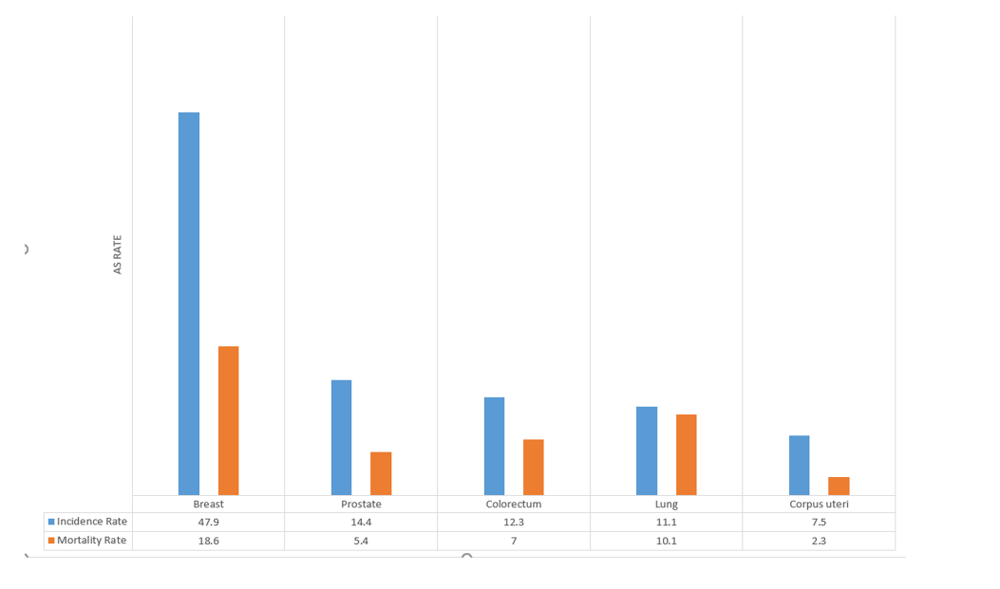 AS RATE
Breast Prostate Colorectum Lung Corpus uteri
Incidence Rate 47.9 14.4 12.3 11.1 7.5
Mortality Rate 18.6 5.4 7 10.1 2.3